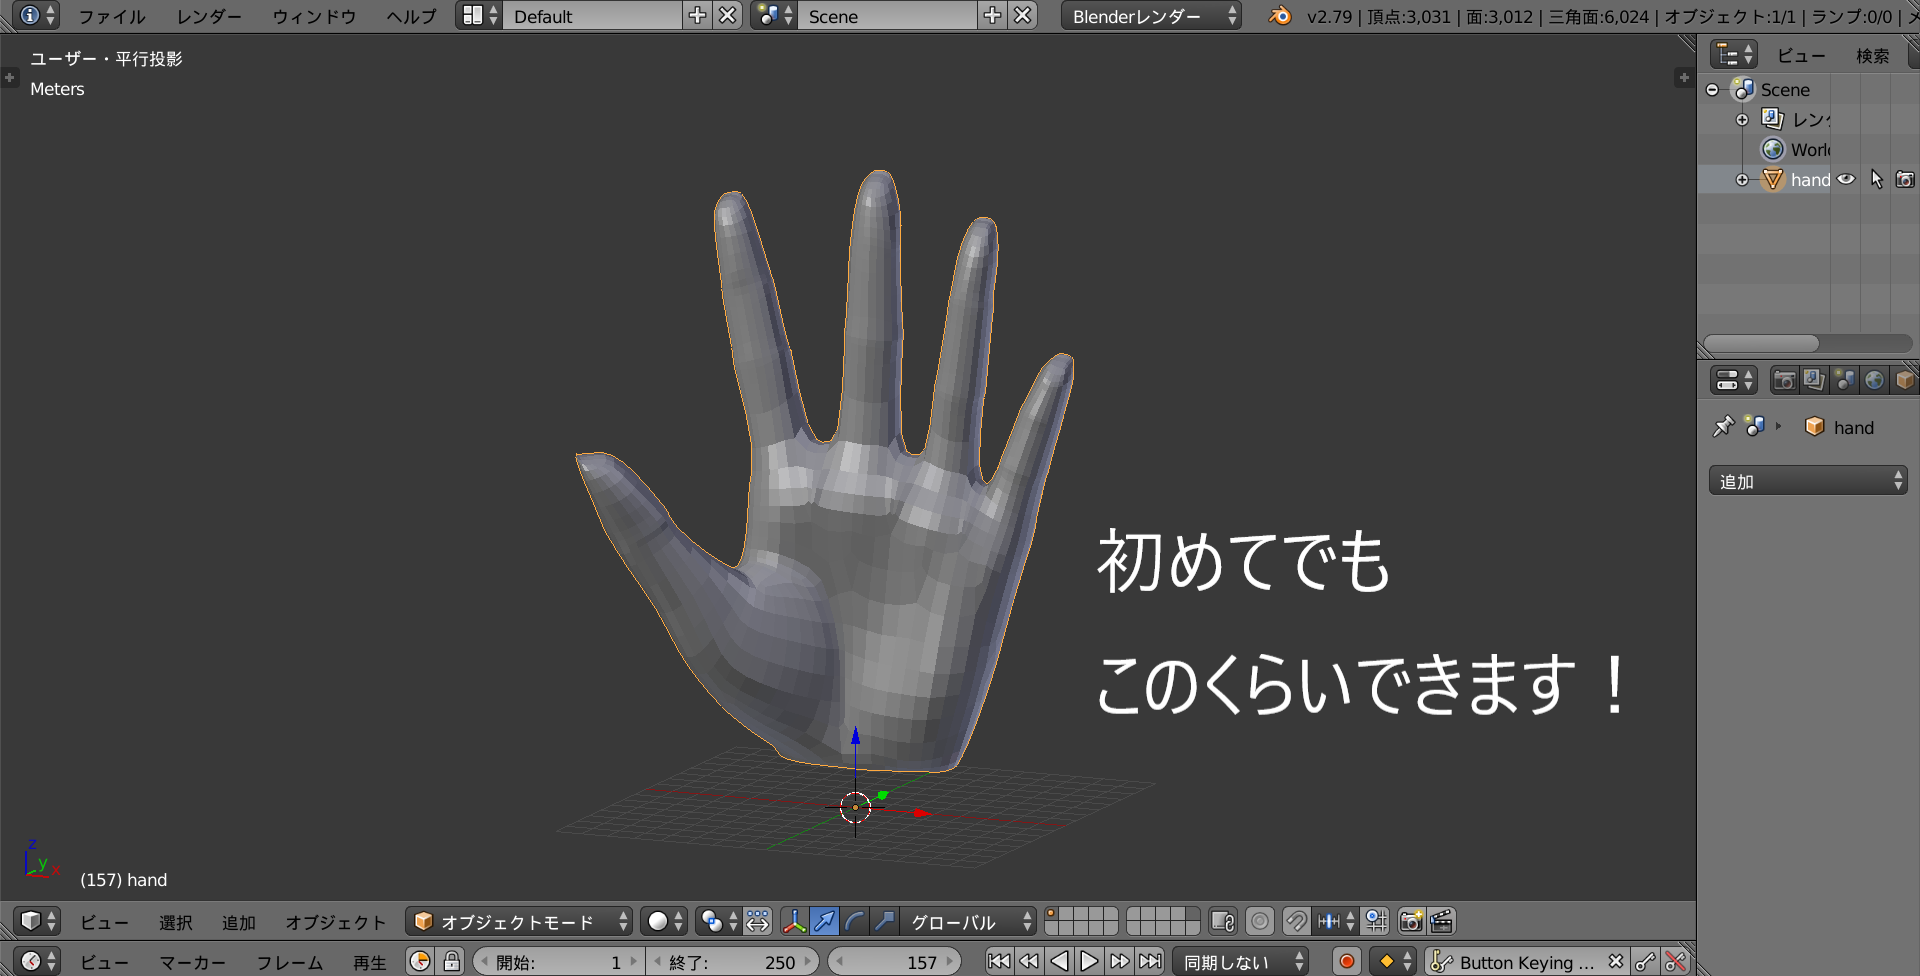 ファイル レンダー ウィンドウ ヘルプ Default Scene Blenderレンダー v2.79 | 頂点:3,031 | 面:3,012 | 三角面:6,024 | オブジェクト:1/1 | ランプ:0/0 | メ
ユーザー・平行投影
Meters
ビュー 検索
Scene
レンダ
World
hand
hand
追加
初めてでも
このくらいできます！
z
y
x
(157) hand
ビュー 選択 追加 オブジェクト オブジェクトモード グローバル
ビュー マーカー フレーム 再生 開始: 1 終了: 250 157 同期しない Button Keying ...